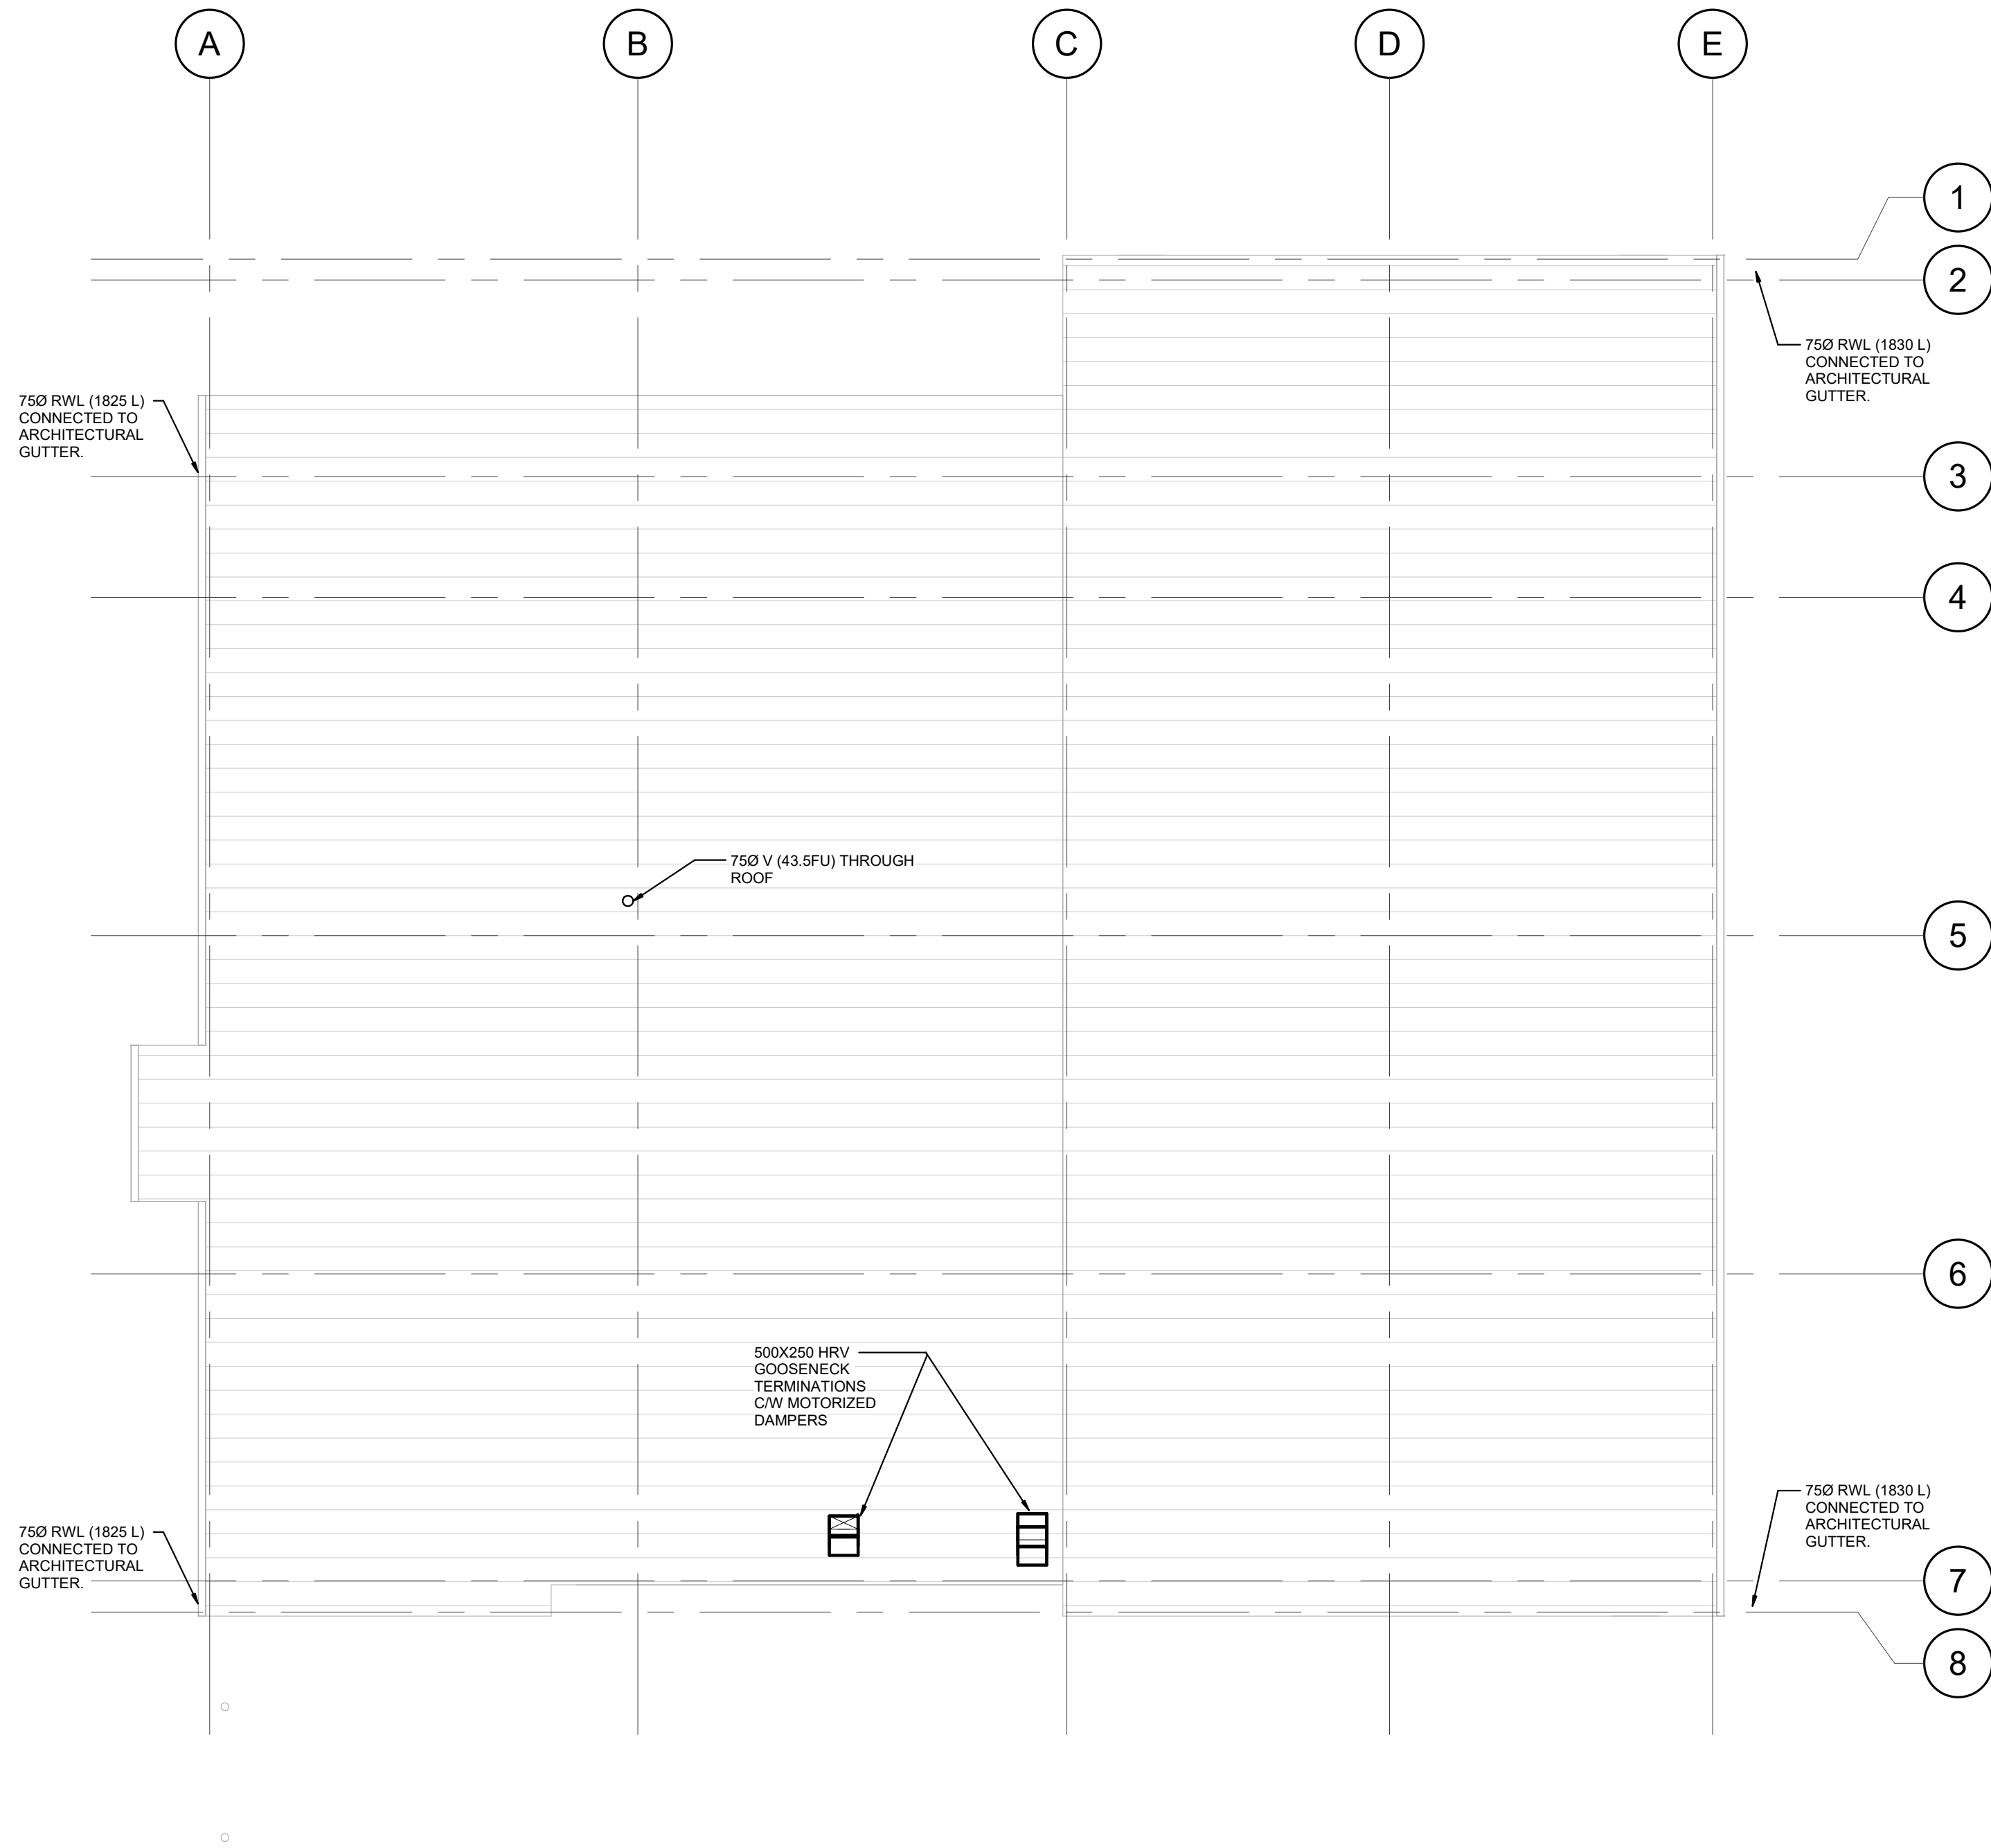 A
B
C
D
E
1
2
75Ø RWL (1830 L)
CONNECTED TO
ARCHITECTURAL
GUTTER.
75Ø RWL (1825 L)
CONNECTED TO
ARCHITECTURAL
GUTTER.
3
4
75Ø V (43.5FU) THROUGH
ROOF
5
6
500X250 HRV
GOOSENECK
TERMINATIONS
C/W MOTORIZED
DAMPERS
75Ø RWL (1830 L)
CONNECTED TO
ARCHITECTURAL
GUTTER.
75Ø RWL (1825 L)
CONNECTED TO
ARCHITECTURAL
GUTTER.
7
8